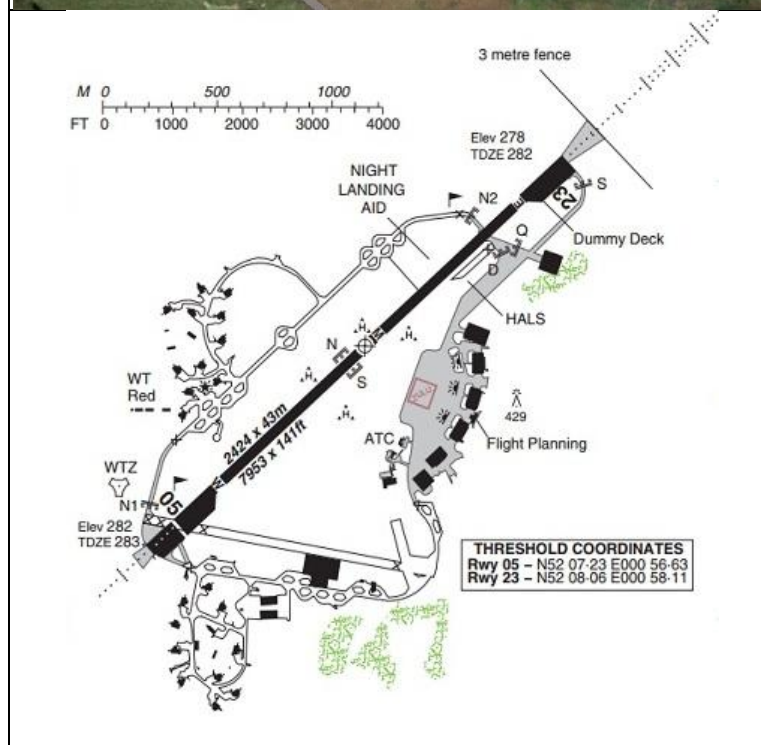 3 metre fence
M 0 500 1000
FT 0 1000 2000 3000 4000
Elev 278
TDZE 282
NIGHT
LANDING
AID
N2
23
S
Q
Dummy Deck
D
HALS
H
H
N
H
S
WT
Red
H
429
2424 x 43m
7953 x 141ft
ATC
Flight Planning
WTZ
N1
05
Elev 282
TDZE 283
THRESHOLD COORDINATES
Rwy 05 – N52 07·23 E000 56·63
Rwy 23 – N52 08·06 E000 58·11